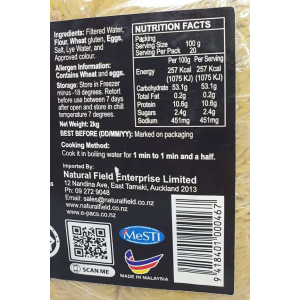 Ingredients: Filtered Water,
Flour, Wheat gluten, Eggs,
Salt, Lye Water, and
Approved colour.
Allergen Information:
Contains Wheat and eggs.
Storage: Store in Freezer
minus -18 degrees. Retort
before use between 7 days
after open and store in chill
temperature 7 degrees.
Net Weight: 2kg
BEST BEFORE (DD/MM/YY): Marked on packaging
Cooking Method:
Cook it in boiling water for 1 min to 1 min and a half.
NUTRITION FACTS
Packing
Serving Size 100 g
Serving Per Pack 20
Per 100g Per Serving
Energy 257 Kcal 257 Kcal
(1075 KJ) (1075 KJ)
Carbohydrate 53.1g 53.1g
Total Fat 0.2g 0.2g
Protein 10.6g 10.6g
Sugars 2.4g 2.4g
Sodium 451mg 451mg
Imported By:
Natural Field Enterprise Limited
12 Nandina Ave, East Tamaki, Auckland 2013
Ph: 09 272 9048
Email: sales@naturalfield.co.nz
www.naturalfield.co.nz
www.e-pacs.co.nz
MeSTI
SCAN ME
MADE IN MALAYSIA
9 418401 000467